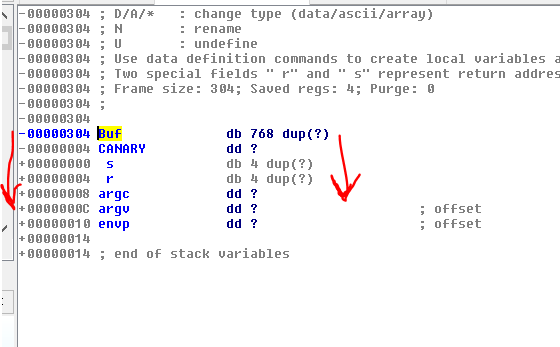 -00000304 ; D/A/*   : change type (data/ascii/array)
-00000304 ; N       : rename
-00000304 ; U       : undefine
-00000304 ; Use data definition commands to create local variables a
-00000304 ; Two special fields " r" and " s" represent return addres
-00000304 ; Frame size: 304; Saved regs: 4; Purge: 0
-00000304 ;
-00000304
-00000304 Buf             db 768 dup(?)
-00000004 CANARY          dd ?
+00000000  s              db 4 dup(?)
+00000004  r              db 4 dup(?)
+00000008 argc            dd ?
+0000000C argv            dd ?                    ; offset
+00000010 envp            dd ?                    ; offset
+00000014
+00000014 ; end of stack variables